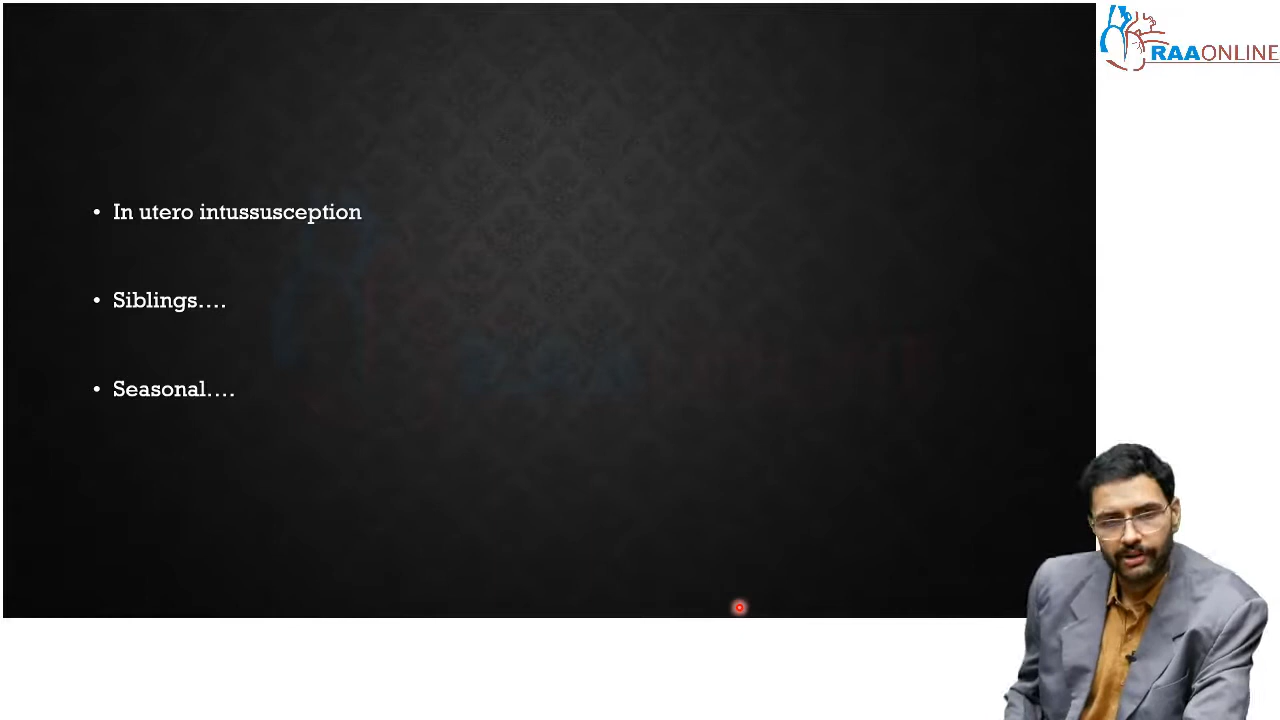 RAAONLINE
• In utero intussusception
• Siblings....
• Seasonal....